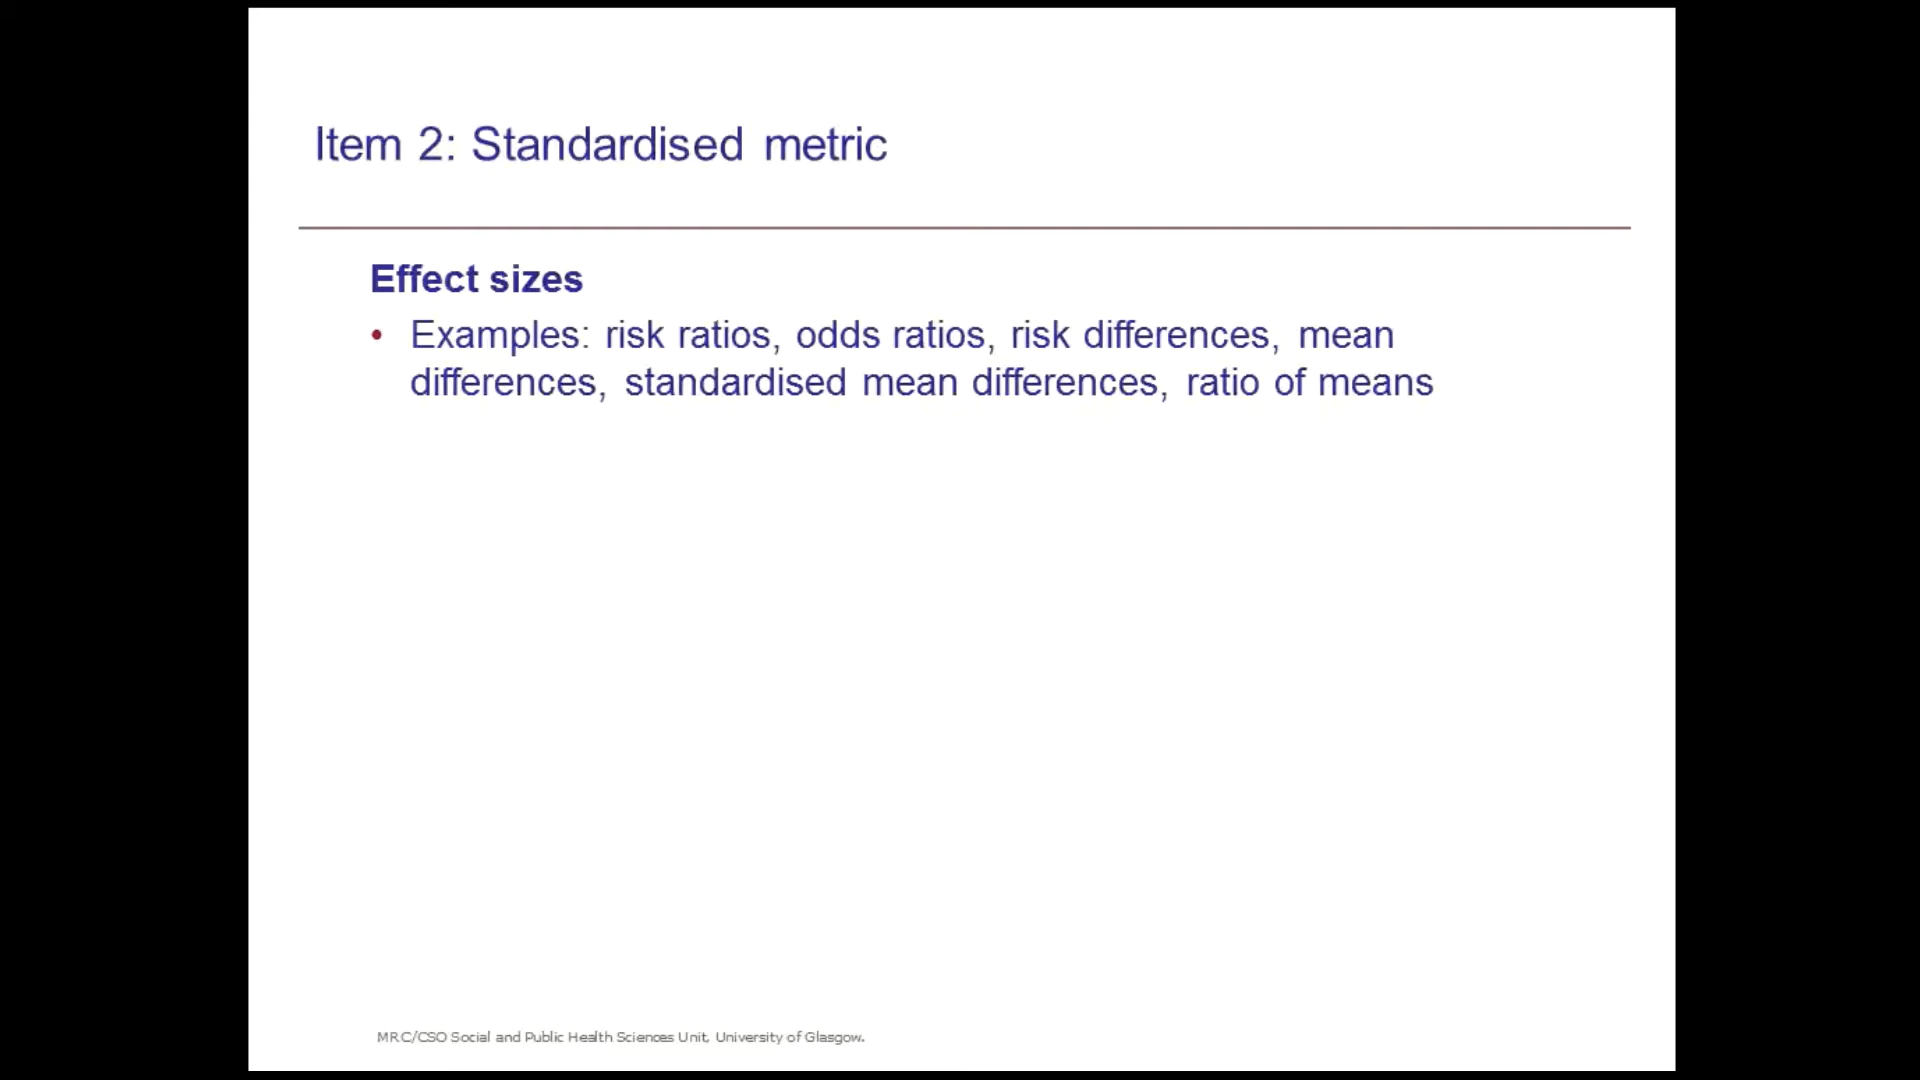 Item 2: Standardised metric
Effect sizes
• Examples: risk ratios, odds ratios, risk differences, mean
differences, standardised mean differences, ratio of means
MRC/CSO Social and Public Health Sciences Unit, University of Glasgow.